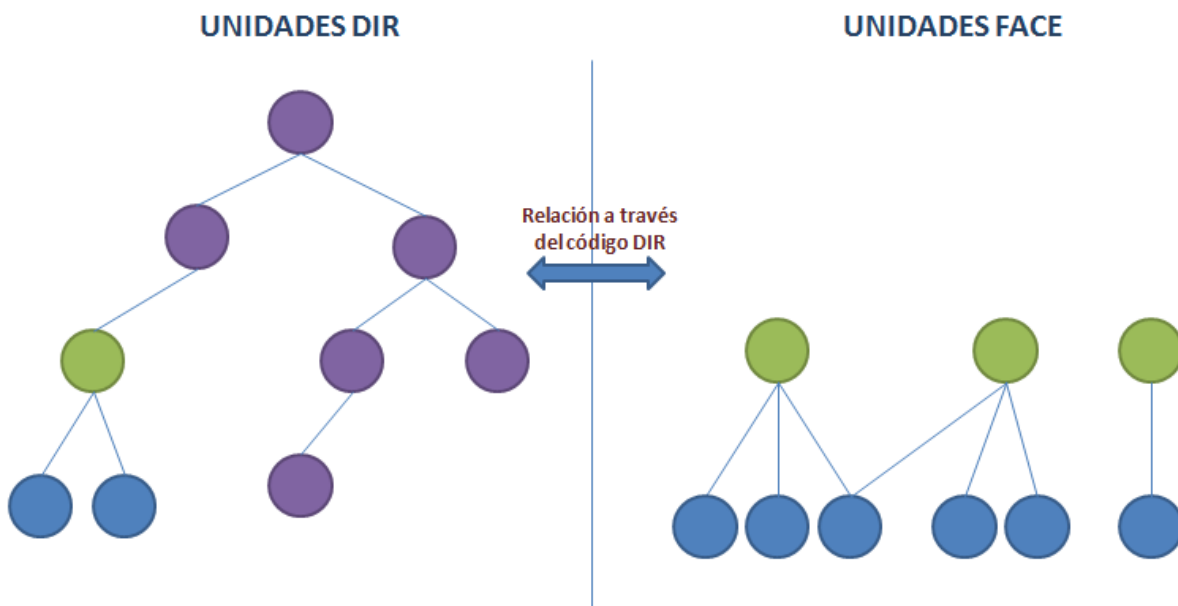 UNIDADES DIR
UNIDADES FACE
Relación a través
del código DIR